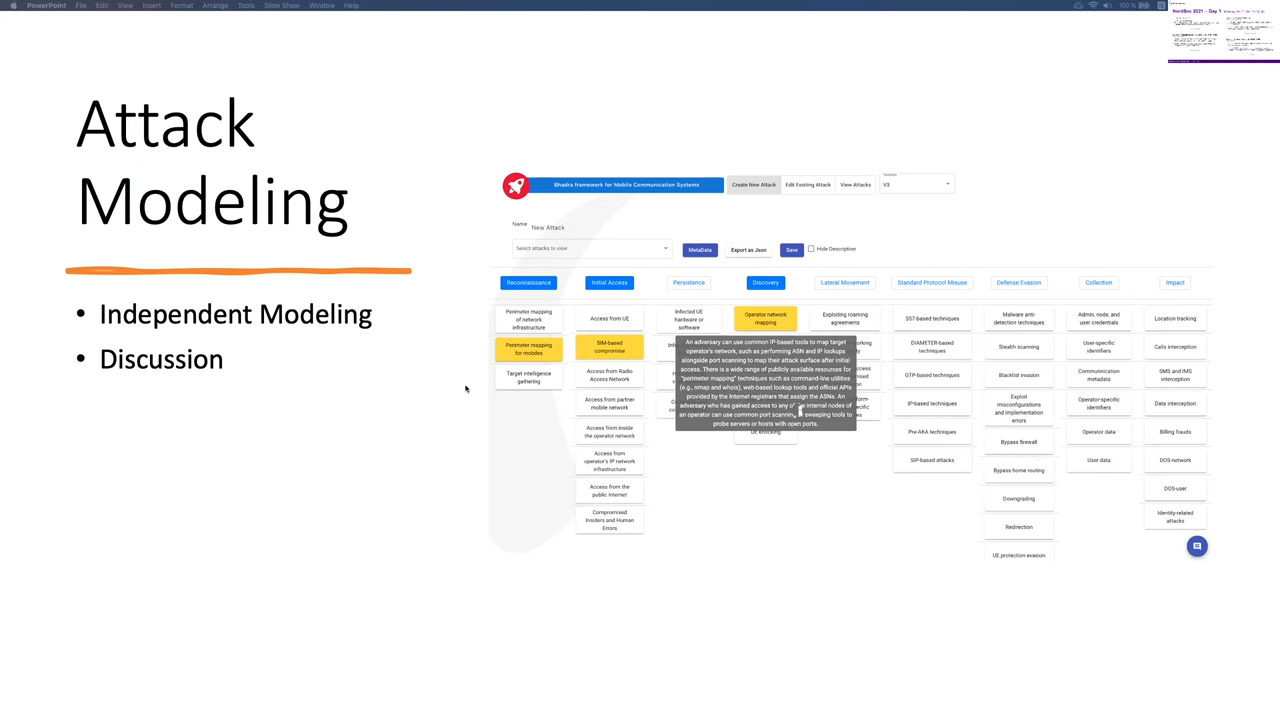 PowerPoint File Edit View Insert Format Arrange Tools Slide Show Window Help
100 %
NordSec 2021 - Day 1
Attack
Modeling
• Independent Modeling
• Discussion
Bhadra framework for Mobile Communication Systems
Create New Attack
Edit Existing Attack
View Attacks
Version
V3
Name
New Attack
Select attacks to view
MetaData
Export as Json
Save
Hide Description
Reconnaissance
Initial Access
Persistence
Discovery
Lateral Movement
Standard Protocol Misuse
Defense Evasion
Collection
Impact
Perimeter mapping
of network
infrastructure
Perimeter mapping
for mobiles
Target intelligence
gathering
Access from UE
SIM-based
compromise
Access from Radio
Access Network
Access from partner
mobile network
Access from inside
the operator network
Access from
operator's IP network
infrastructure
Access from the
public Internet
Compromised
Insiders and Human
Errors
Infected UE
hardware or
software
Operator network
mapping
An adversary can use common IP-based tools to map target
operator's network, such as performing ASN and IP lookups
alongside port scanning to map their attack surface after initial
access. There is a wide range of publicly available resources for
"perimeter mapping" techniques such as command-line utilities
(e.g., nmap and whois), web-based lookup tools and official APIs
provided by the Internet registrars that assign the ASNs. An
adversary who has gained access to any internal nodes of
an operator can use common port scanning sweeping tools to
probe servers or hosts with open ports.
UE knocking
Exploiting roaming
agreements
SS7-based techniques
DIAMETER-based
techniques
GTP-based techniques
IP-based techniques
Pre-AKA techniques
SIP-based attacks
Malware anti-
detection techniques
Stealth scanning
Blacklist evasion
Exploit
misconfigurations
and implementation
errors
Bypass firewall
Bypass home routing
Downgrading
Redirection
UE protection evasion
Admin, node, and
user credentials
User-specific
identifiers
Communication
metadata
Operator-specific
identifiers
Operator data
User data
Location tracking
Calls interception
SMS and IMS
interception
Data interception
Billing frauds
DOS-network
DOS-user
Identity-related
attacks